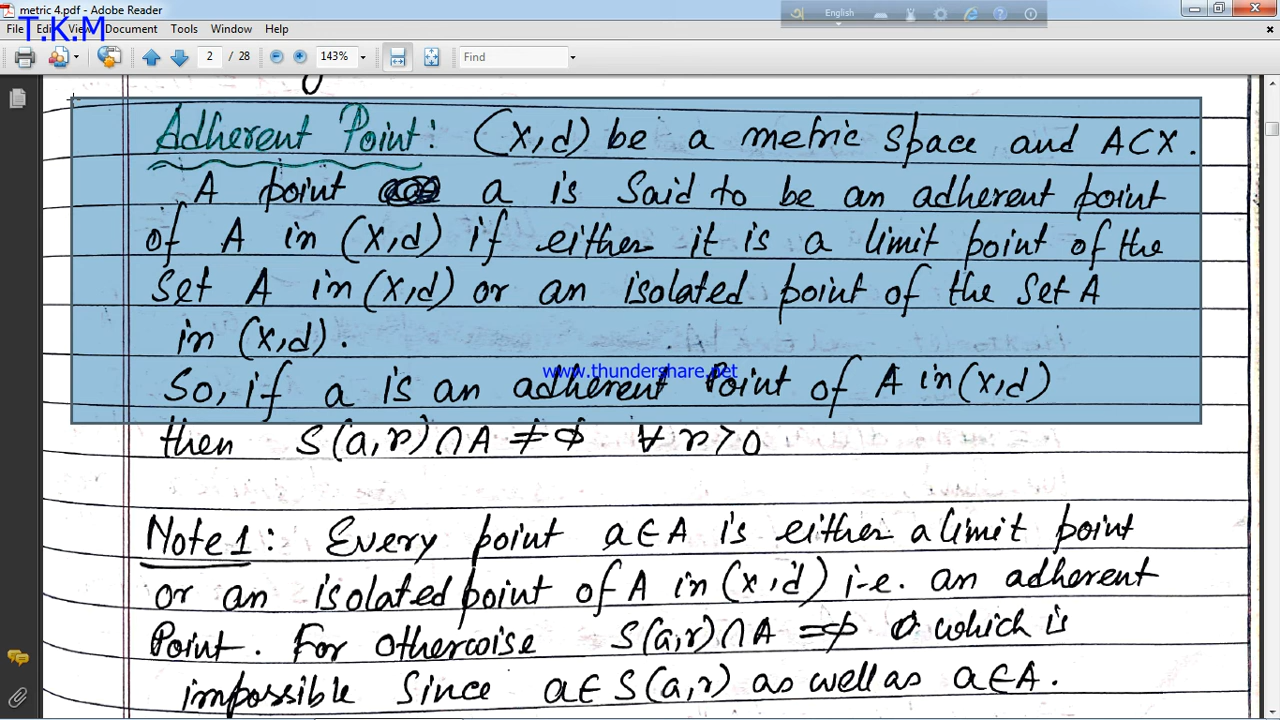 metric 4.pdf - Adobe Reader
English
T.K.M
File Edit Document Tools Window Help
2 / 28 143% Find
Adherent Point: (X,d) be a metric space and A⊂X.
A point a is said to be an adherent point
of A in (X,d) if either it is a limit point of the
set A in (X,d) or an isolated point of the set A
in (X,d).
www.thundershare.net
So, if a is an adherent Point of A in (X,d)
then S(a,r)∩A ≠ ϕ ∀ r>0
Note 1: Every point a∈A is either a limit point
or an isolated point of A in (X,d) i.e. an adherent
Point. For otherwise S(a,r)∩A = ϕ which is
impossible since a∈S(a,r) as well as a∈A.